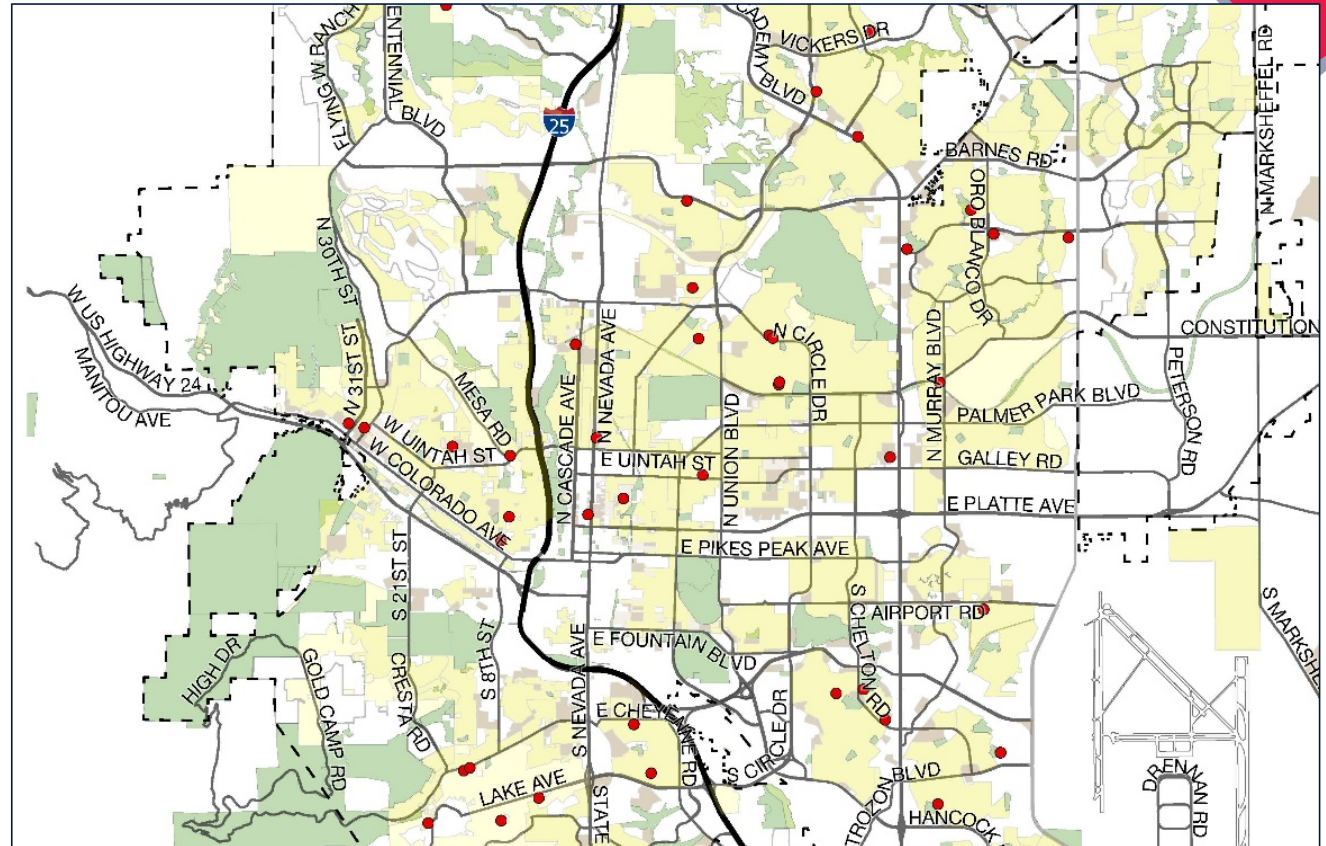 FLYING W RANCH
ENTENNIAL BLVD
CADEMY BLVD
VICKERS DR
N MARKSHEFFEL RD
25
BARNES RD
ORO BLANCO DR
N 30TH ST
W US HIGHWAY 24
MANITOU AVE
N 31ST ST
MESA RD
N CASCADE AVE
N NEVADA AVE
N CIRCLE DR
N MURRAY BLVD
CONSTITUTION
PETERSON RD
PALMER PARK BLVD
W UINTAH ST
W COLORADO AVE
E UINTAH ST
N UNION BLVD
GALLEY RD
E PLATTE AVE
E PIKES PEAK AVE
S 21ST ST
S 8TH ST
CRESTA RD
HIGH DR
GOLD CAMP RD
S NEVADA AVE
E FOUNTAIN BLVD
S CHELTON RD
AIRPORT RD
S MARKSHE
E CHEYENNE RD
S CIRCLE DR
LAKE AVE
STATE
TROZON BLVD
HANCOCK
DRENNAN RD